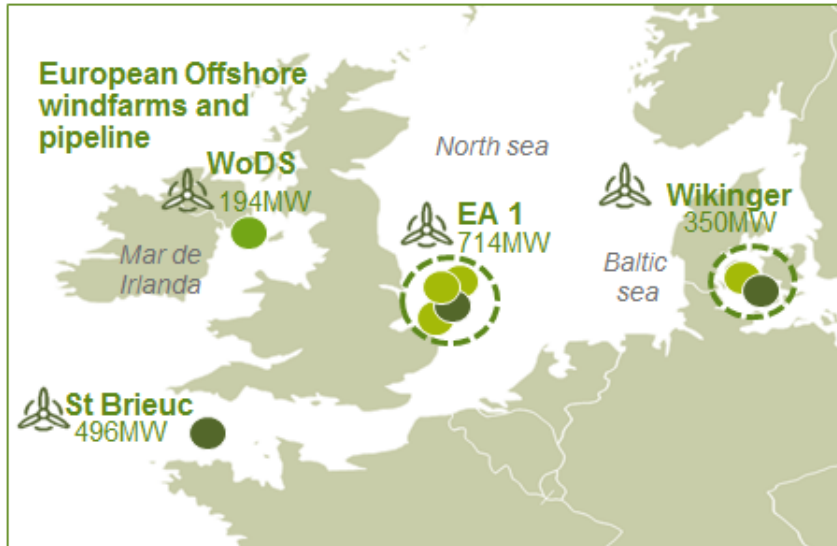 European Offshore
windfarms and
pipeline
WoDS
194MW
North sea
EA 1
714MW
Wikinger
350MW
Mar de
Irlanda
Baltic
sea
St Brieuc
496MW